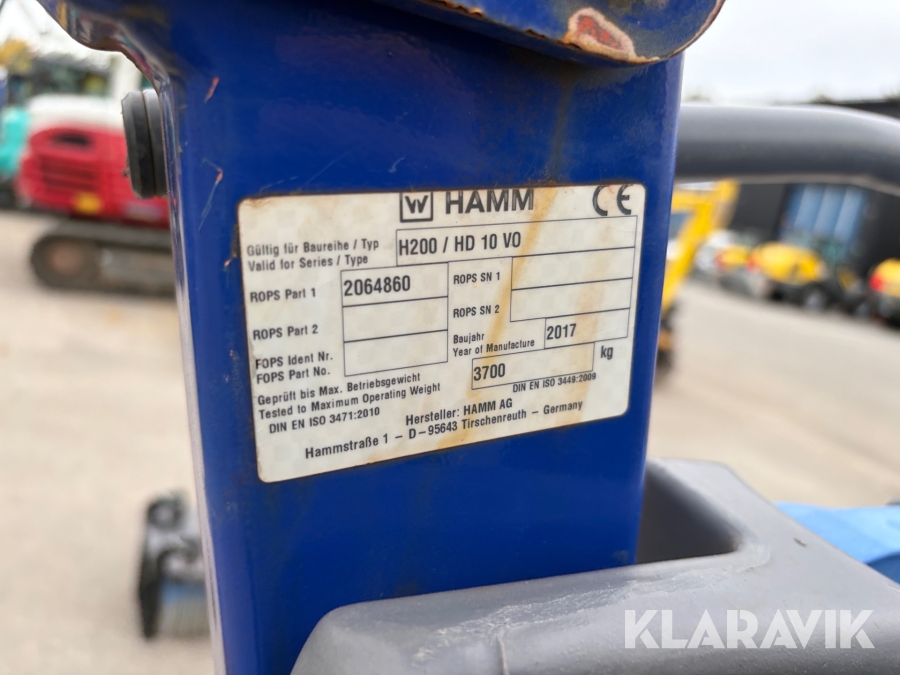 W HAMM CE
Gültig für Baureihe / Typ
Valid for Series / Type
H200 / HD 10 VO
ROPS Part 1 2064860 ROPS SN 1
ROPS Part 2 ROPS SN 2
FOPS Ident Nr.
FOPS Part No.
Baujahr
Year of Manufacture 2017
Geprüft bis Max. Betriebsgewicht
Tested to Maximum Operating Weight
3700 kg
DIN EN ISO 3471:2010 DIN EN ISO 3449:2009
Hersteller: HAMM AG
Hammstraße 1 – D – 95643 Tirschenreuth – Germany
KLARAVIK